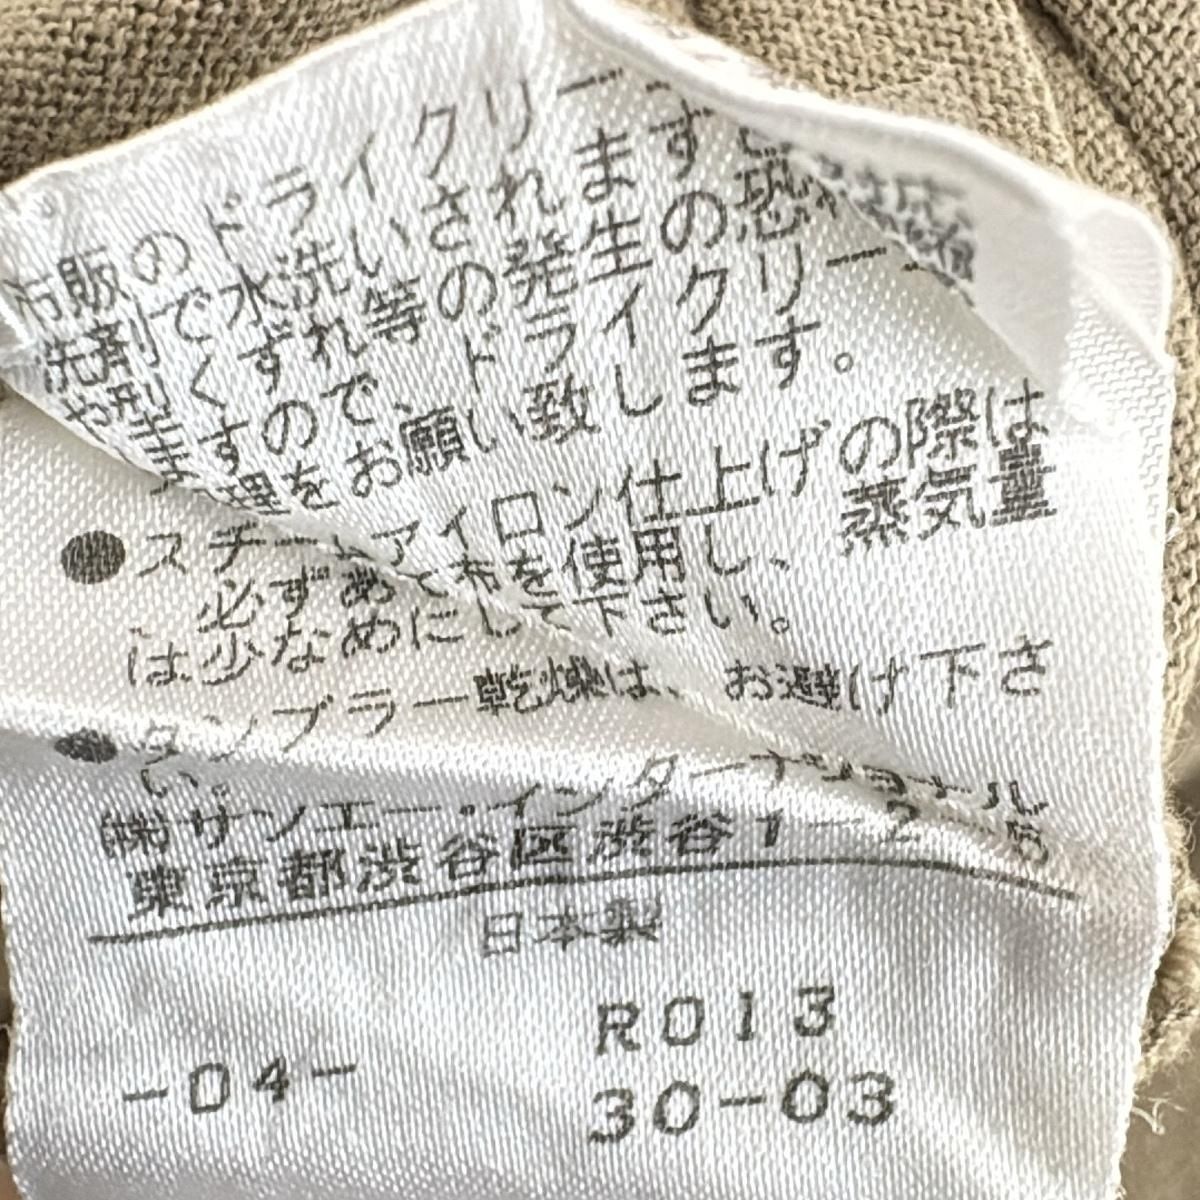 市販のドライクリー
洗剤で水洗いされますと
くずれ等の発生の恐
すので、ドライクリー
理をお願い致します。
●スチームアイロン仕上げの際は
必ずあて布を使用し、蒸気量
は少なめにして下さい。
●タンブラー乾燥は、お避け下さ
い。
㈱サンエー・インターナショナル
東京都渋谷区渋谷1-2-5
日本製
R013
-04- 30-03